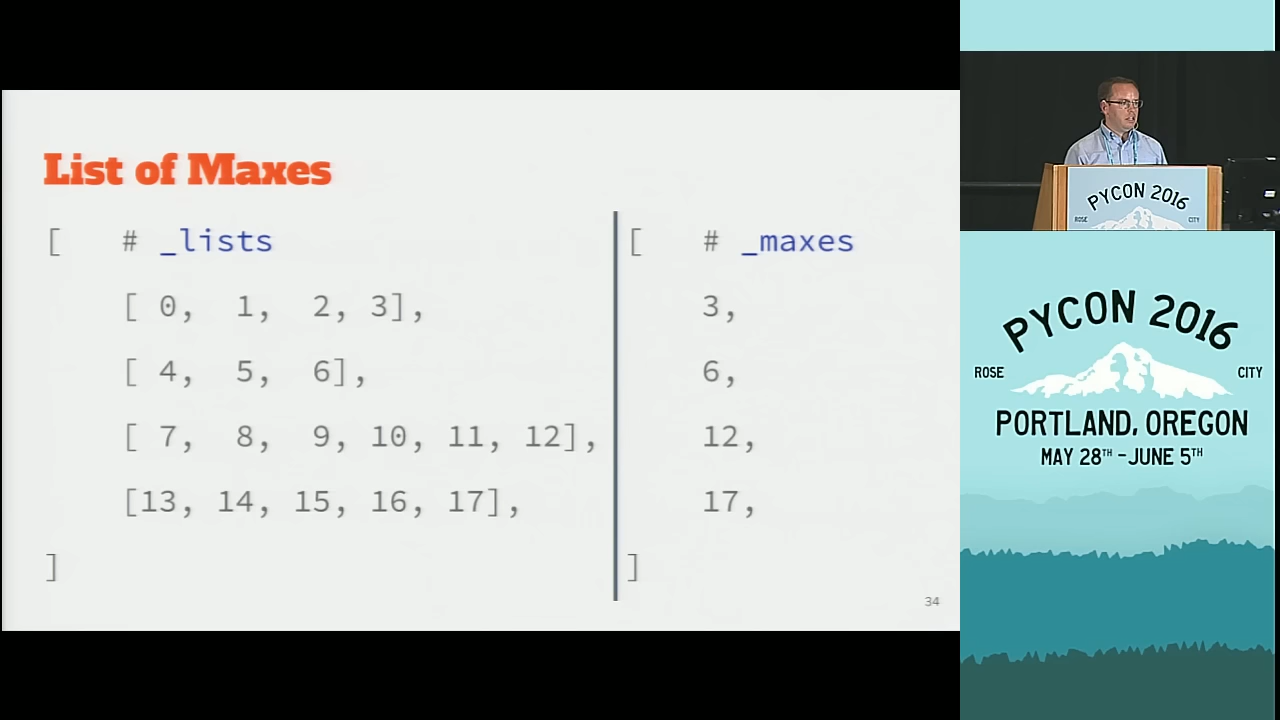 List of Maxes
[   # _lists
    [ 0,  1,  2, 3],
    [ 4,  5,  6],
    [ 7,  8,  9, 10, 11, 12],
    [13, 14, 15, 16, 17],
]
[   # _maxes
    3,
    6,
    12,
    17,
]
34
PYCON 2016
ROSE CITY
PYCON 2016
ROSE CITY
PORTLAND, OREGON
MAY 28TH - JUNE 5TH